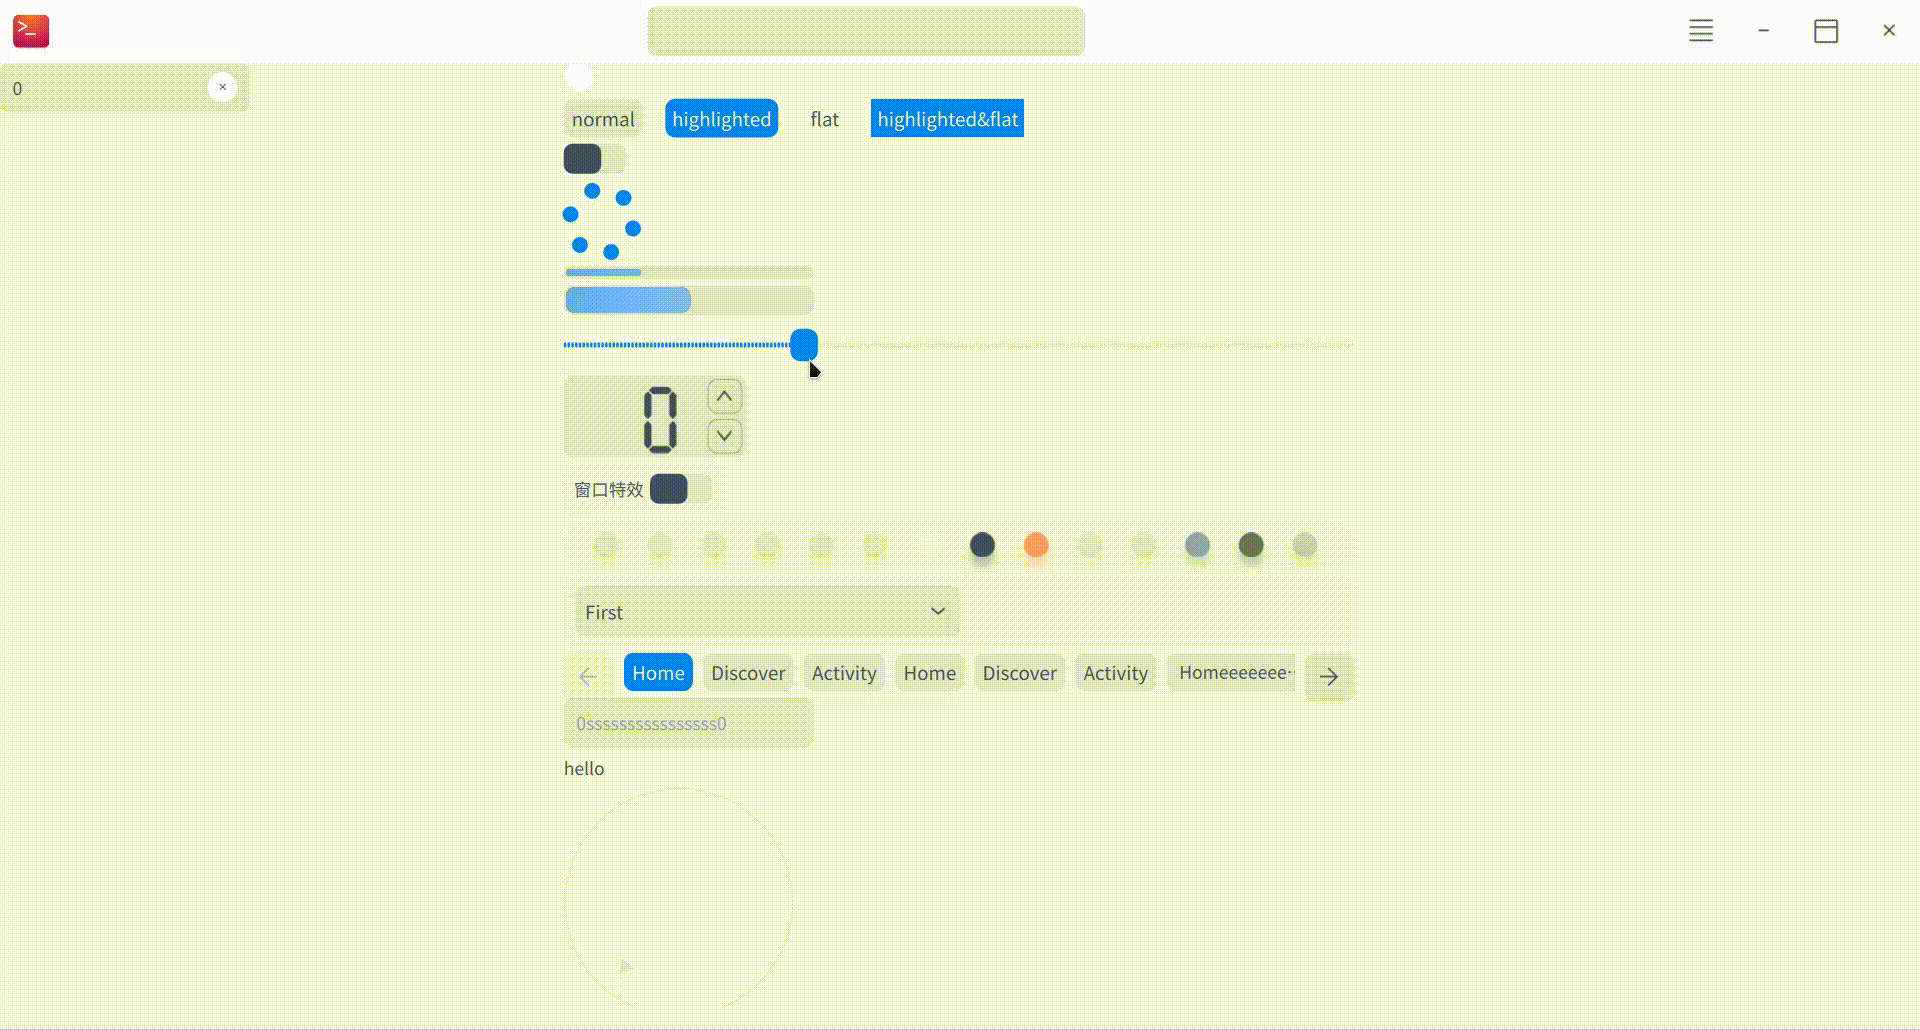 0
normal highlighted flat highlighted&flat
0
窗口特效
First
Home Discover Activity Home Discover Activity Homeeeeeee…
0ssssssssssssssss0
hello